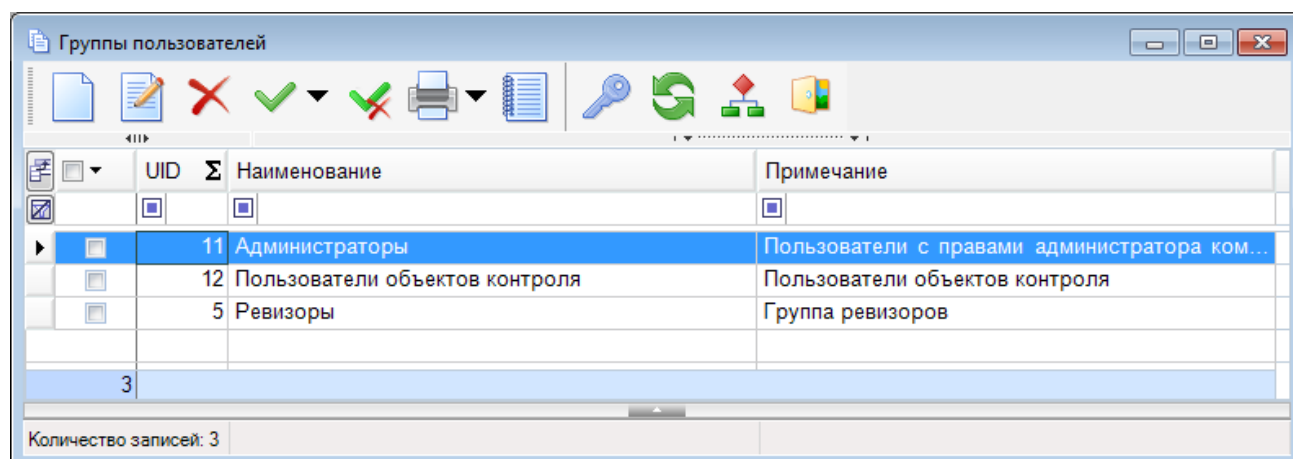 Группы пользователей
UID Σ Наименование Примечание
11 Администраторы Пользователи с правами администратора ком...
12 Пользователи объектов контроля Пользователи объектов контроля
5 Ревизоры Группа ревизоров
3
Количество записей: 3